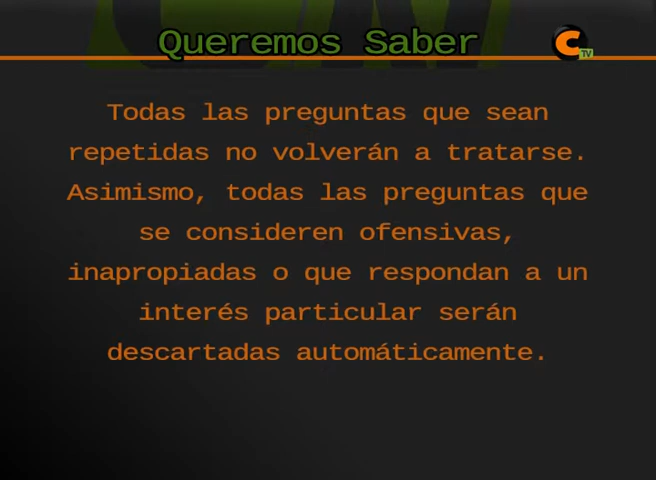 Queremos Saber
C TV
Todas las preguntas que sean
repetidas no volverán a tratarse.
Asimismo, todas las preguntas que
se consideren ofensivas,
inapropiadas o que respondan a un
interés particular serán
descartadas automáticamente.